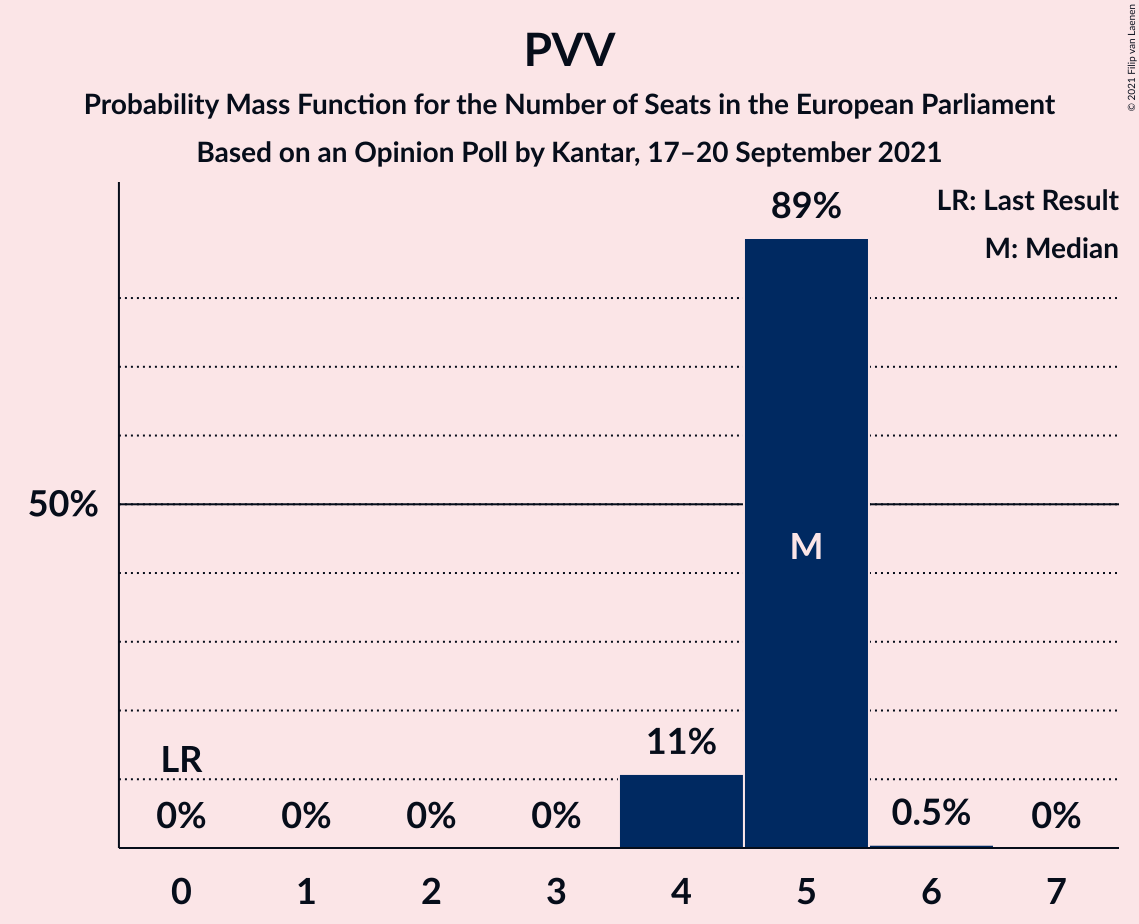 PVV
Probability Mass Function for the Number of Seats in the European Parliament
Based on an Opinion Poll by Kantar, 17–20 September 2021
© 2021 Filip van Laenen
LR: Last Result
M: Median
89%
50%
M
11%
LR
0% 0% 0% 0% 0.5% 0%
0 1 2 3 4 5 6 7